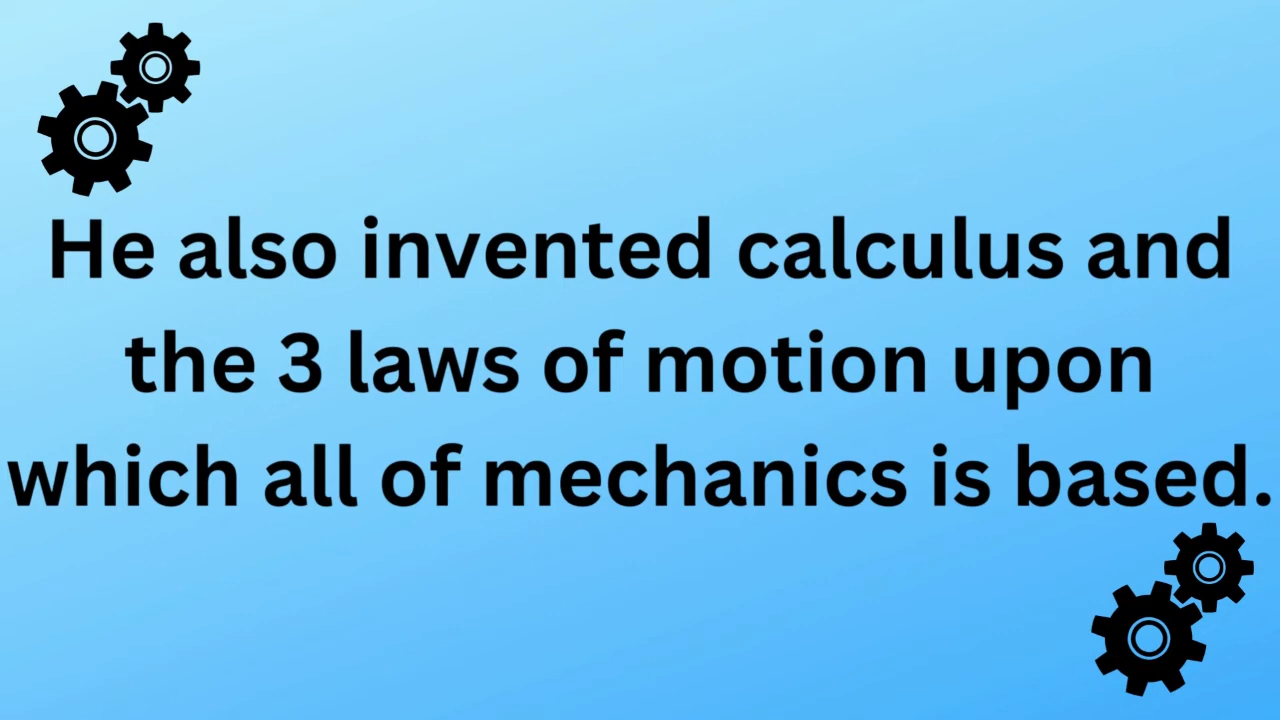 He also invented calculus and
the 3 laws of motion upon
which all of mechanics is based.